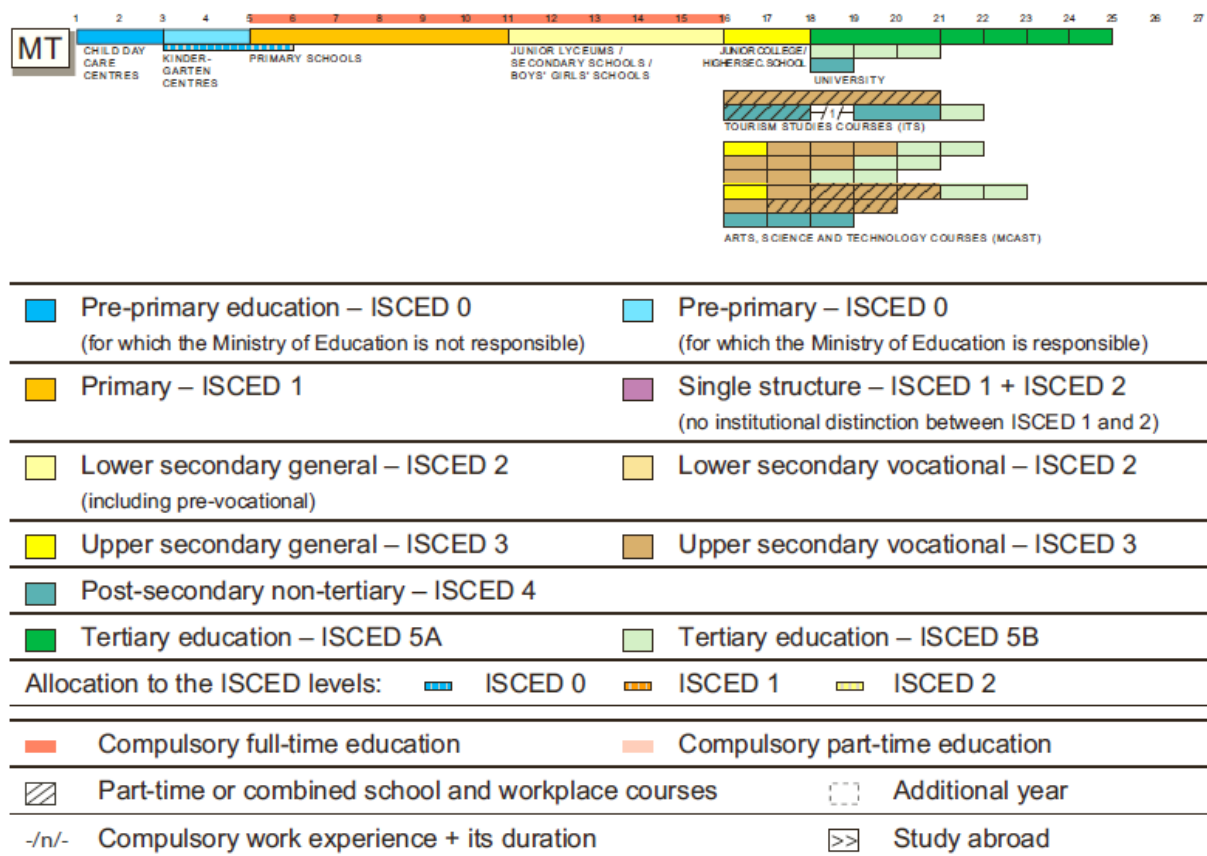 1 2 3 4 5 6 7 8 9 10 11 12 13 14 15 16 17 18 19 20 21 22 23 24 25 26 27
MT
CHILD DAY
CARE
CENTRES
KINDER-
GARTEN
CENTRES
PRIMARY SCHOOLS
JUNIOR LYCEUMS /
SECONDARY SCHOOLS /
BOYS' GIRLS' SCHOOLS
JUNIOR COLLEGE/
HIGHER SEC. SCHOOL
UNIVERSITY
-/1/-
TOURISM STUDIES COURSES (ITS)
ARTS, SCIENCE AND TECHNOLOGY COURSES (MCAST)
Pre-primary education – ISCED 0
(for which the Ministry of Education is not responsible)
Pre-primary – ISCED 0
(for which the Ministry of Education is responsible)
Primary – ISCED 1
Single structure – ISCED 1 + ISCED 2
(no institutional distinction between ISCED 1 and 2)
Lower secondary general – ISCED 2
(including pre-vocational)
Lower secondary vocational – ISCED 2
Upper secondary general – ISCED 3
Upper secondary vocational – ISCED 3
Post-secondary non-tertiary – ISCED 4
Tertiary education – ISCED 5A
Tertiary education – ISCED 5B
Allocation to the ISCED levels: ISCED 0 ISCED 1 ISCED 2
Compulsory full-time education
Compulsory part-time education
Part-time or combined school and workplace courses
Additional year
-/n/- Compulsory work experience + its duration
>> Study abroad